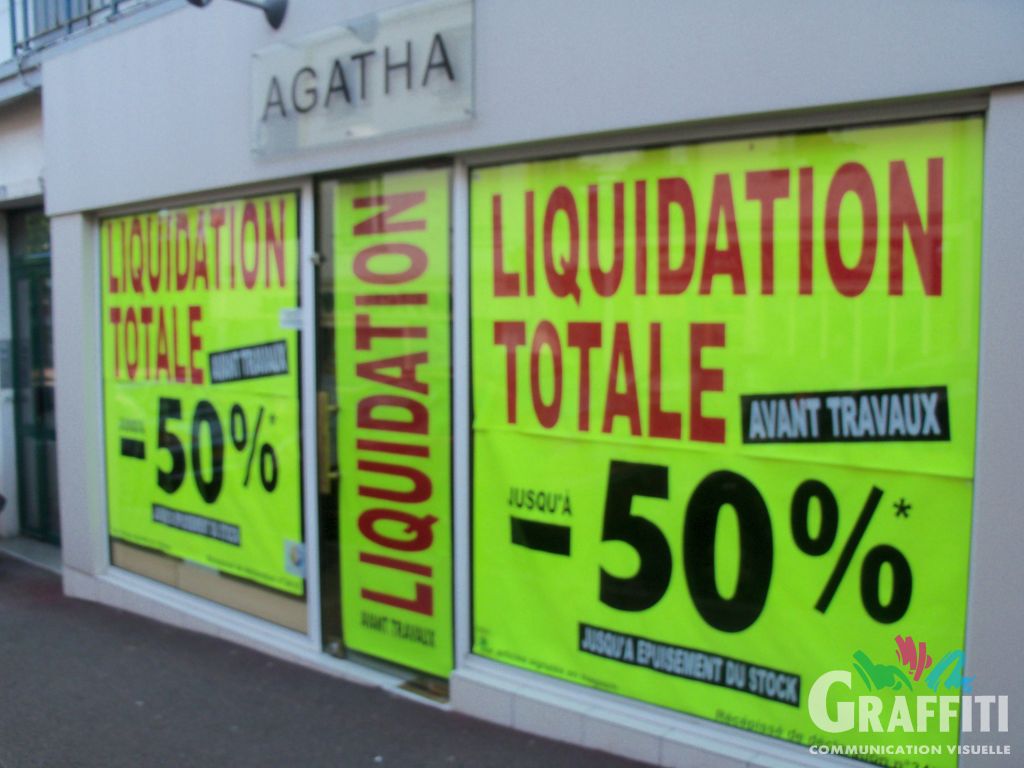 AGATHA
LIQUIDATION
TOTALE
AVANT TRAVAUX
-50%*
LIQUIDATION
AVANT TRAVAUX
LIQUIDATION
TOTALE
AVANT TRAVAUX
JUSQU'À
-50%*
JUSQU'A EPUISEMENT DU STOCK
GRAFFITI
COMMUNICATION VISUELLE